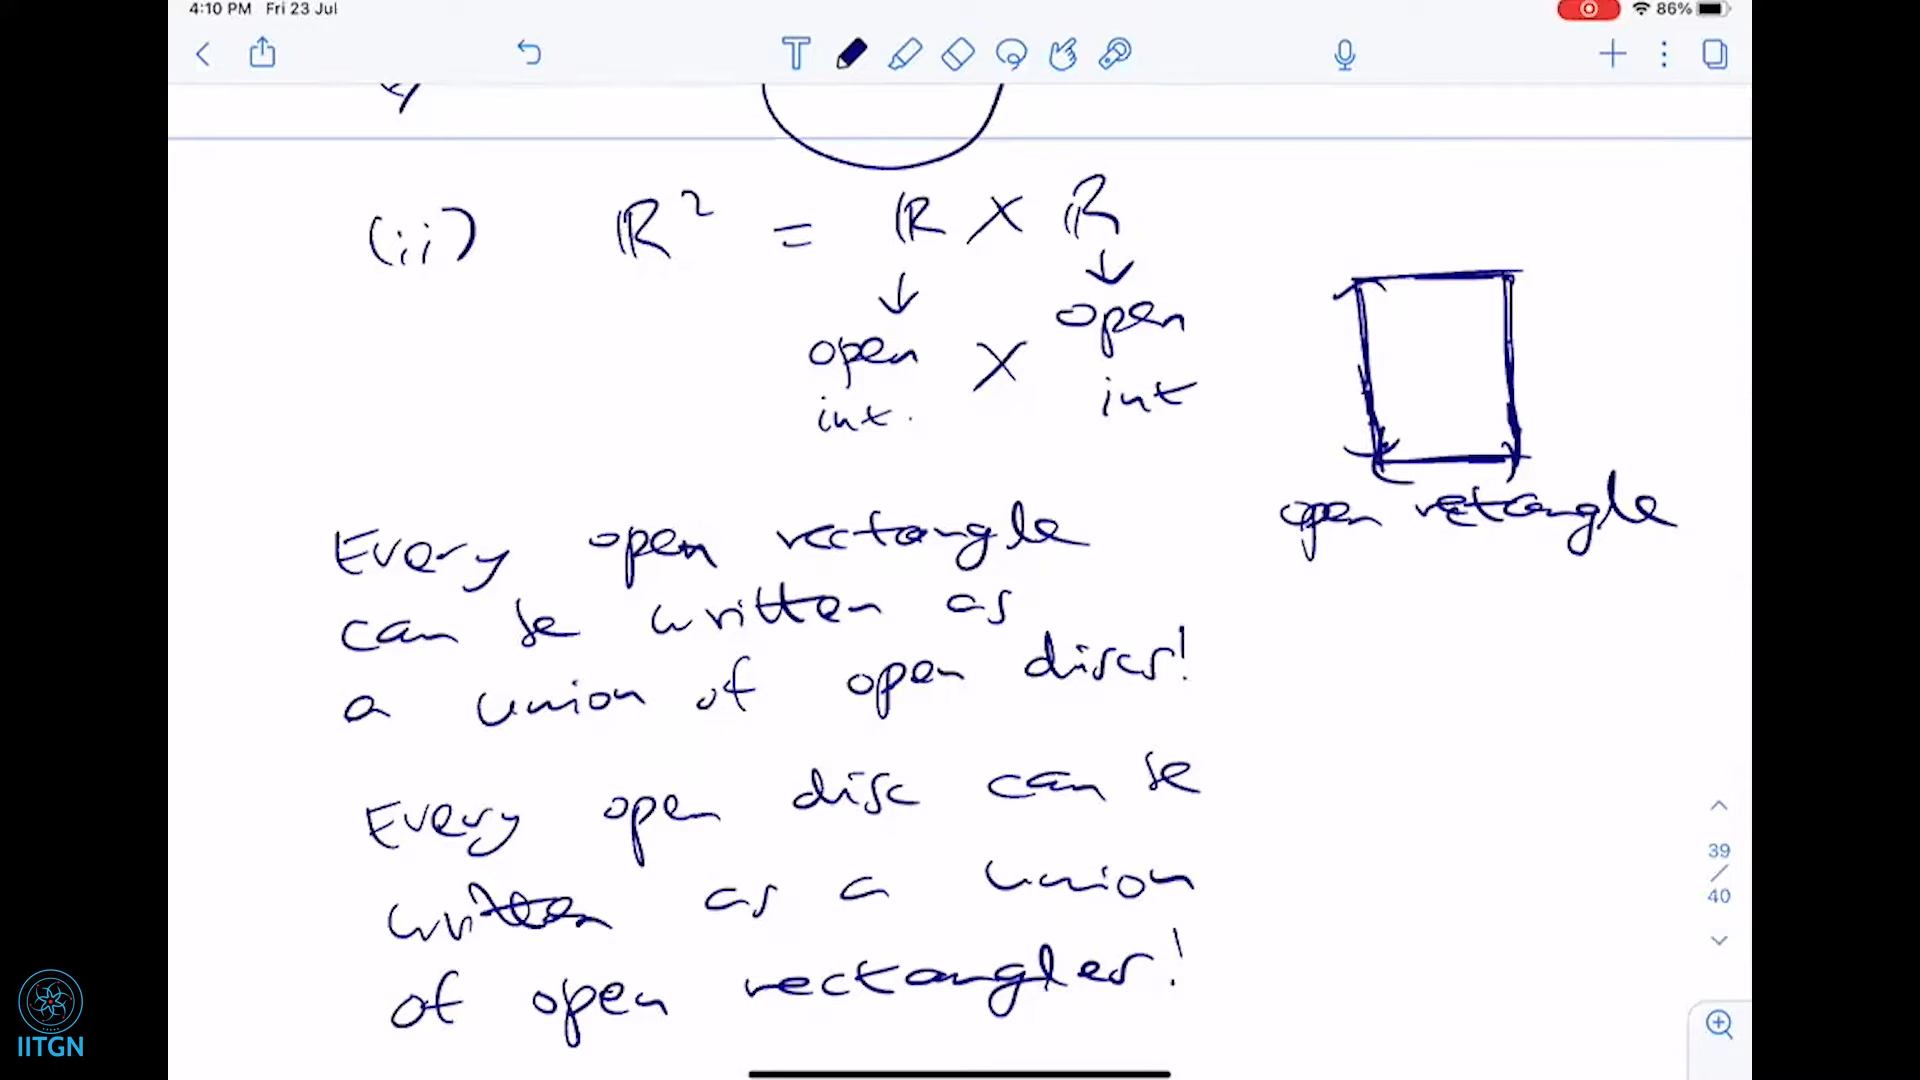 4:10 PM Fri 23 Jul
86%
(ii) ℝ² = ℝ × ℝ
↓ ↓
open int. × open int
open rectangle
Every open rectangle
can be written as
a union of open discs!
Every open disc can be
written as a union
of open rectangles!
39
/
40
IITGN